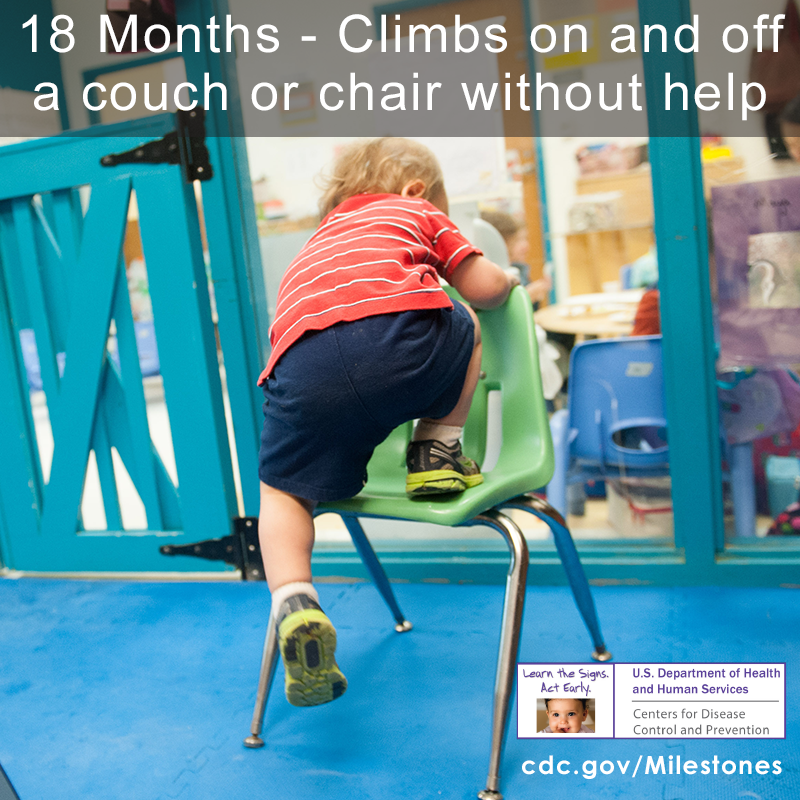 18 Months - Climbs on and off
a couch or chair without help
Learn the Signs.
Act Early.
U.S. Department of Health
and Human Services
Centers for Disease
Control and Prevention
cdc.gov/Milestones